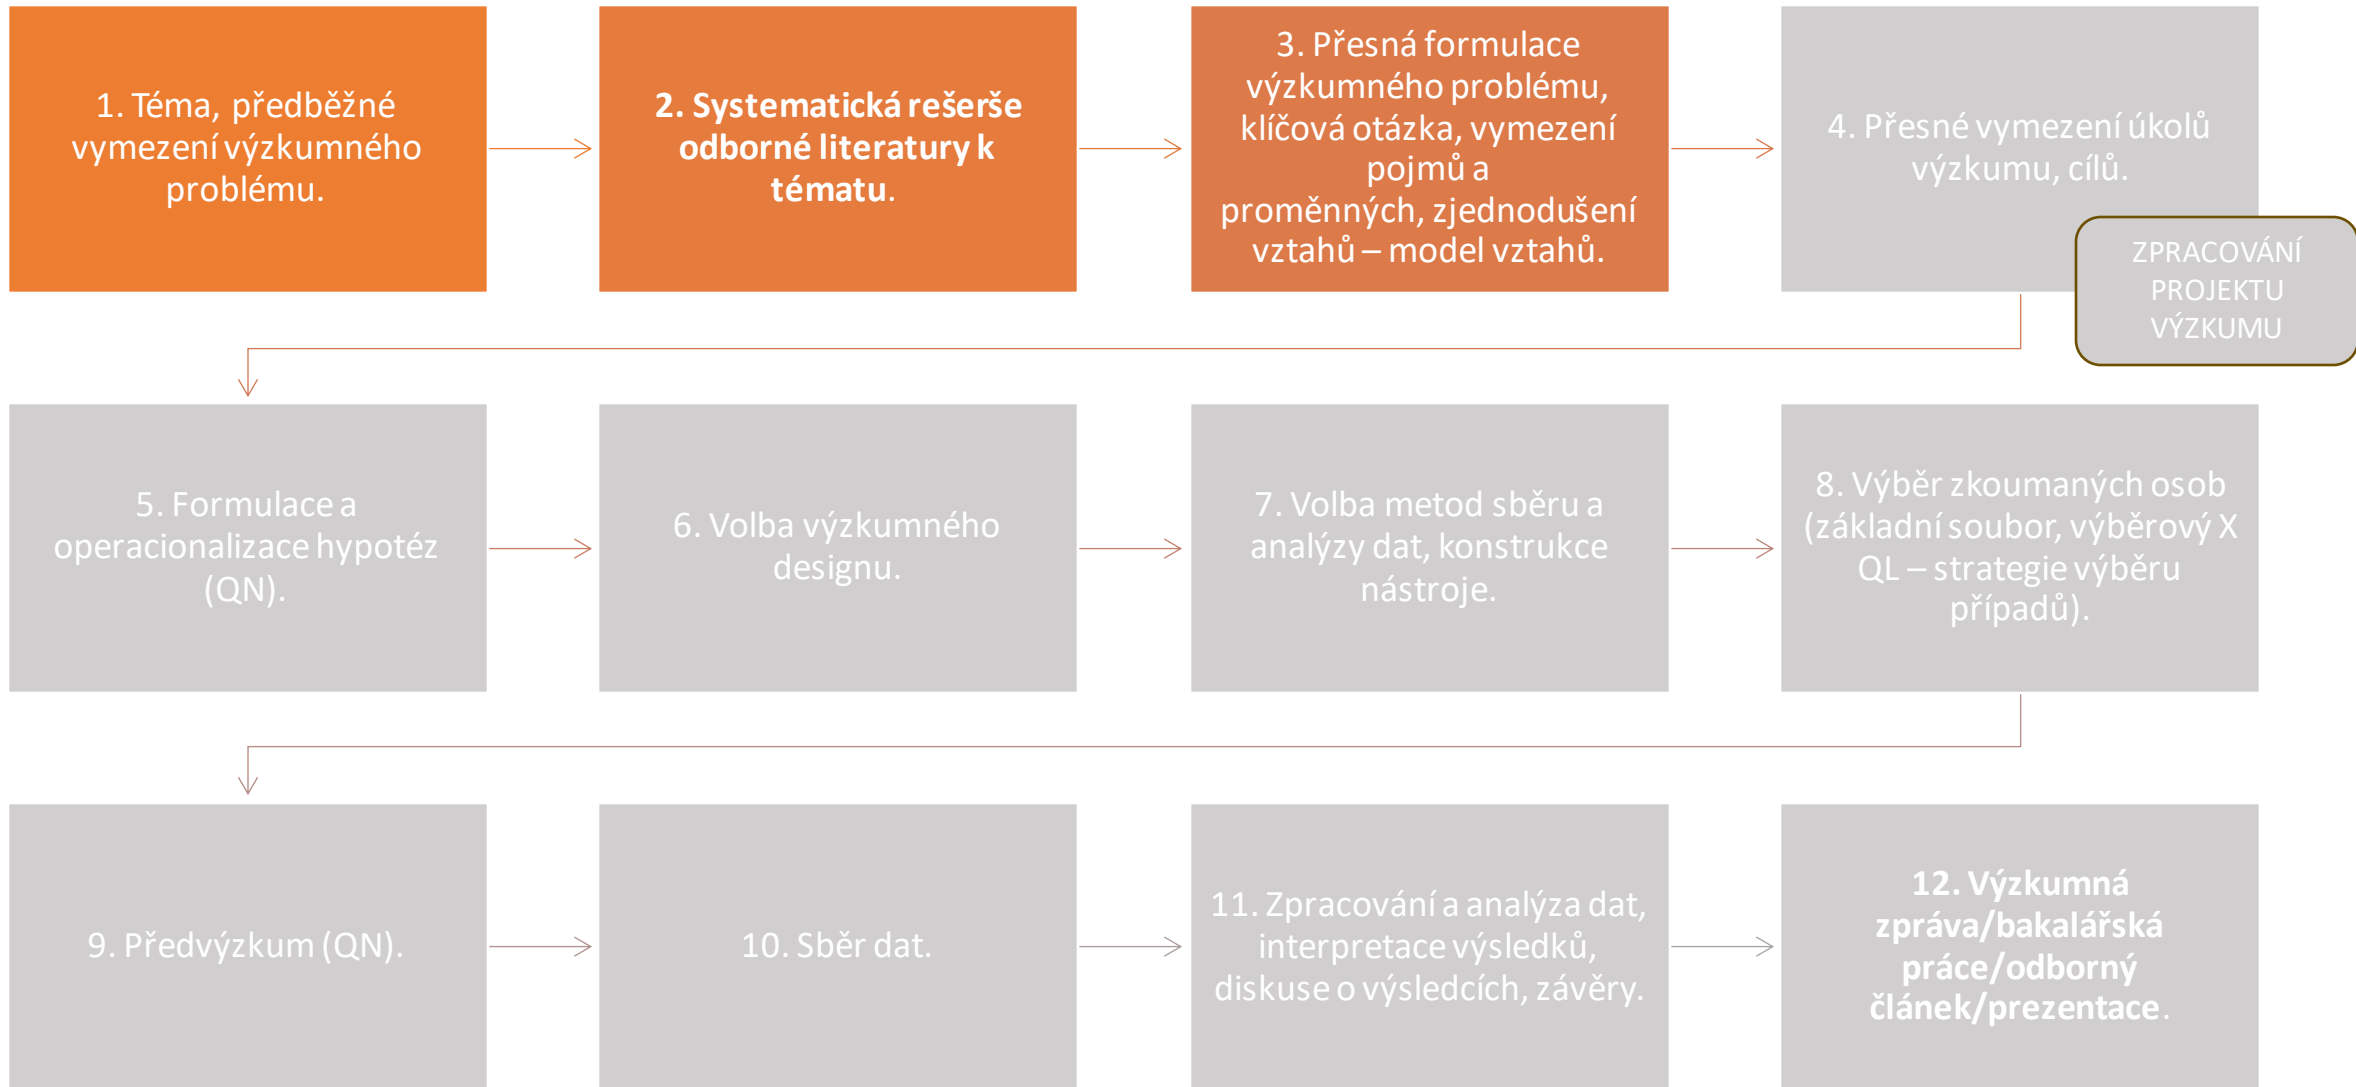 1. Téma, předběžné
vymezení výzkumného
problému.
2. Systematická rešerše
odborné literatury k
tématu.
3. Přesná formulace
výzkumného problému,
klíčová otázka, vymezení
pojmů a
proměnných, zjednodušení
vztahů – model vztahů.
4. Přesné vymezení úkolů
výzkumu, cílů.
ZPRACOVÁNÍ
PROJEKTU
VÝZKUMU
5. Formulace a
operacionalizace hypotéz
(QN).
6. Volba výzkumného
designu.
7. Volba metod sběru a
analýzy dat, konstrukce
nástroje.
8. Výběr zkoumaných osob
(základní soubor, výběrový X
QL – strategie výběru
případů).
9. Předvýzkum (QN).
10. Sběr dat.
11. Zpracování a analýza dat,
interpretace výsledků,
diskuse o výsledcích, závěry.
12. Výzkumná
zpráva/bakalářská
práce/odborný
článek/prezentace.